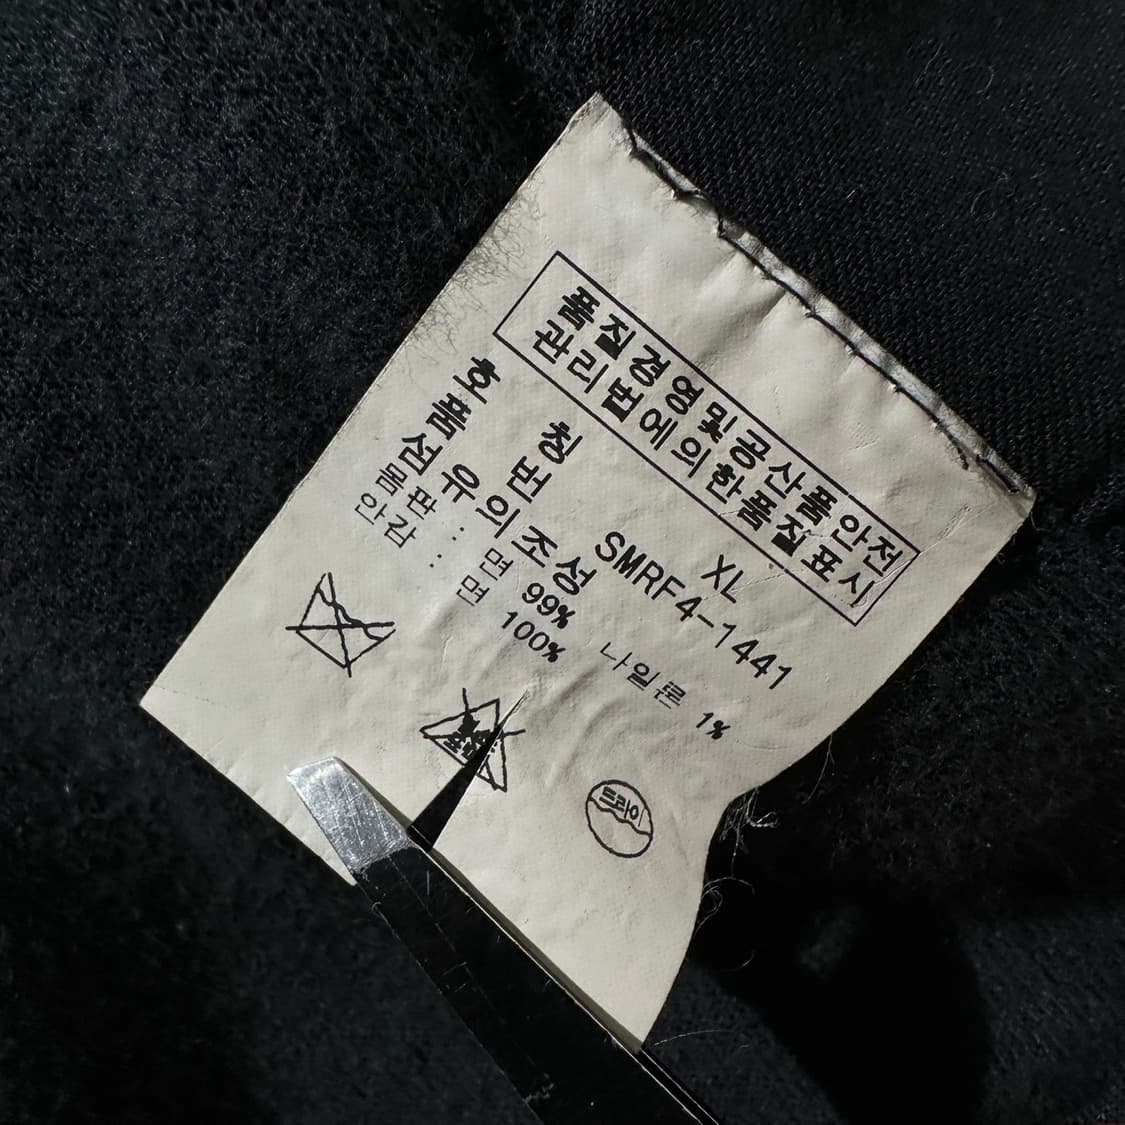 품질경영및공산품안전
관리법에의한품질표시
호 칭 XL
품 번 SMRF4-1441
섬 유 의 조 성
몸판 : 면 99% 나일론 1%
안감 : 면 100%
드라이